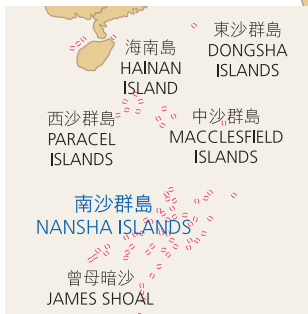 東沙群島
DONGSHA
ISLANDS
海南島
HAINAN
ISLAND
西沙群島
PARACEL
ISLANDS
中沙群島
MACCLESFIELD
ISLANDS
南沙群島
NANSHA ISLANDS
曾母暗沙
JAMES SHOAL